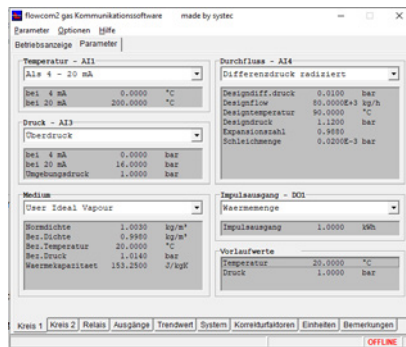 flowcom2 gas Kommunikationssoftware made by systec
Parameter Optionen Hilfe
Betriebsanzeige Parameter
Temperatur - AI1
Als 4 - 20 mA
bei 4 mA 0.0000 °C
bei 20 mA 200.0000 °C
Druck - AI3
Überdruck
bei 4 mA 0.0000 bar
bei 20 mA 16.0000 bar
Umgebungsdruck 1.0000 bar
Durchfluss - AI4
Differenzdruck radiziert
Designdiff.druck 0.0100 bar
Designflow 80.0000E+3 kg/h
Designtemperatur 90.0000 °C
Designdruck 1.1200 bar
Expansionszahl 0.9880
Schleichmenge 0.0200E-3 bar
Medium
User Ideal Vapour
Normdichte 1.0030 kg/m³
Bez.Dichte 0.9980 kg/m³
Bez.Temperatur 20.0000 °C
Bez.Druck 1.0140 bar
Waermekapazitaet 153.2500 J/kgK
Impulsausgang - DO1
Waermemenge
Impulsausgang 1.0000 kWh
Vorlaufwerte
Temperatur 20.0000 °C
Druck 1.0000 bar
Kreis 1 Kreis 2 Relais Ausgänge Trendwert System Korrekturfaktoren Einheiten Bemerkungen
OFFLINE